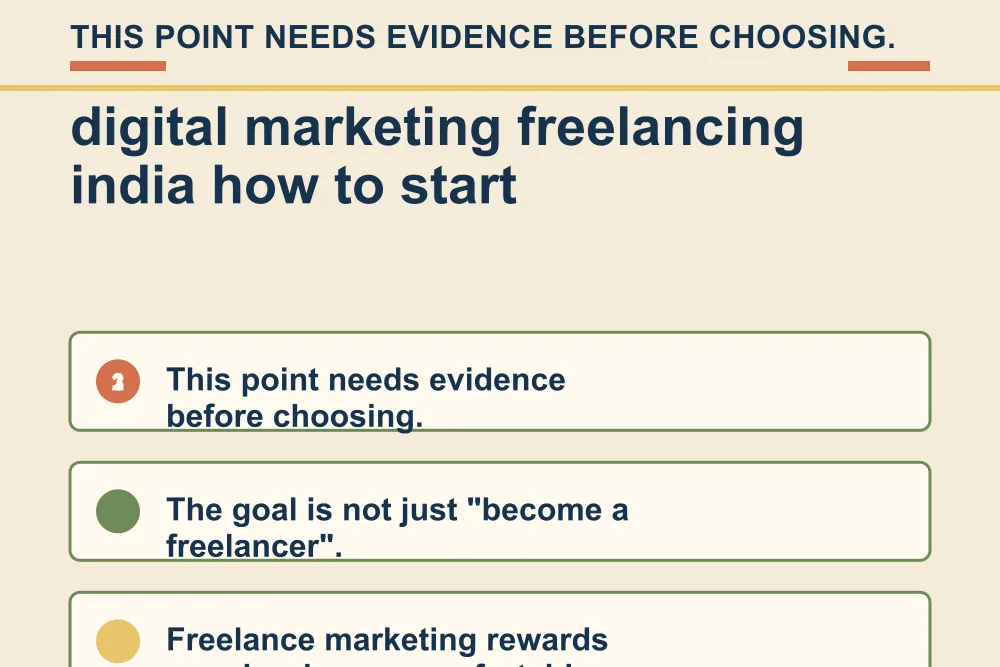 THIS POINT NEEDS EVIDENCE BEFORE CHOOSING.
digital marketing freelancing
india how to start
This point needs evidence
before choosing.
The goal is not just "become a
freelancer".
Freelance marketing rewards